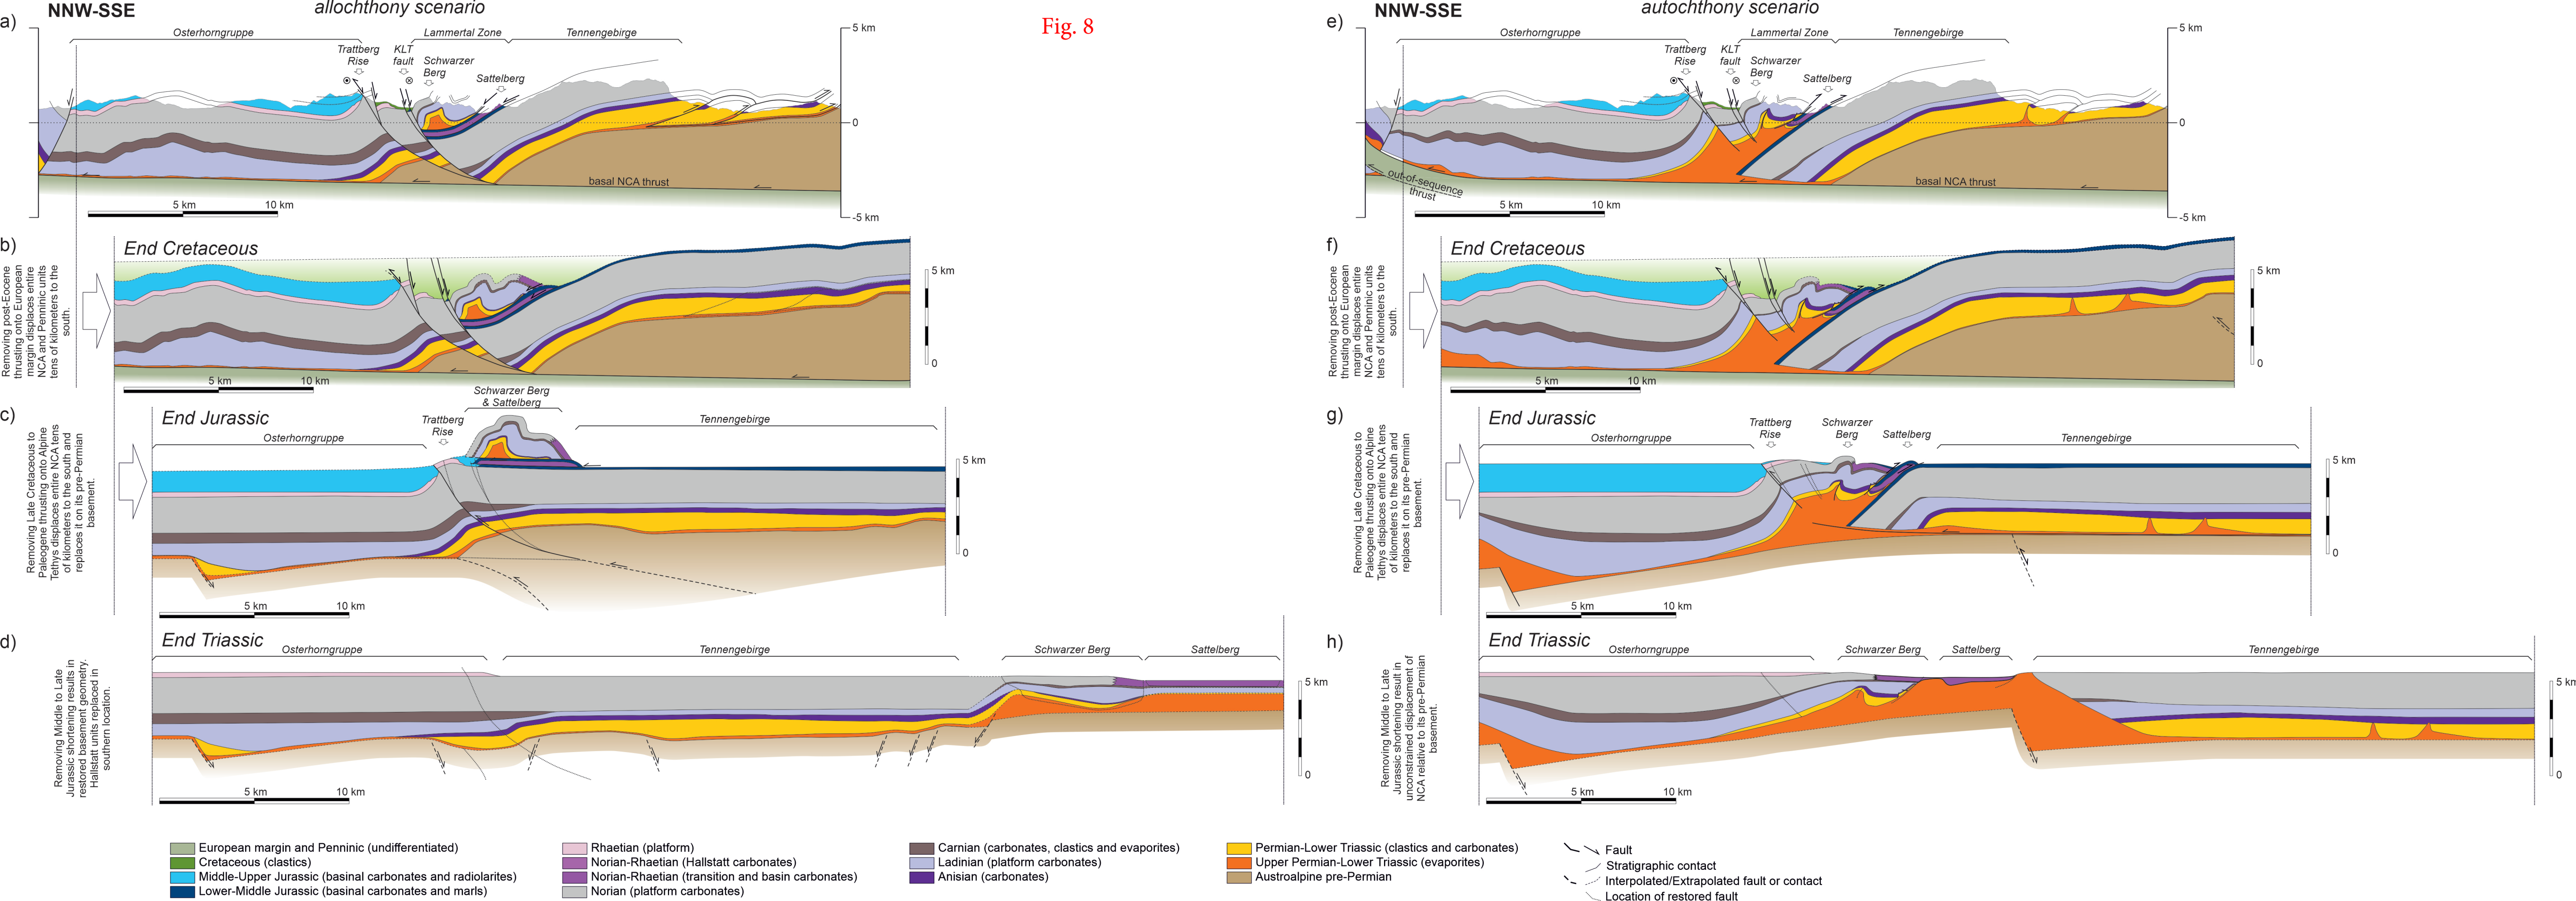 a)
NNW-SSE
allochthony scenario
5 km
Osterhorngruppe
Trattberg
Rise
KLT
fault
Lammertal Zone
Schwarzer
Berg
Sattelberg
Tennengebirge
0
basal NCA thrust
5 km
10 km
-5 km
Fig. 8
b)
End Cretaceous
Removing post-Eocene
thrusting onto European
margin displaces entire
NCA and Penninic units
tens of kilometers to the
south.
5 km
0
5 km
10 km
c)
End Jurassic
Schwarzer Berg
& Sattelberg
Trattberg
Rise
Osterhorngruppe
Tennengebirge
Removing Late Cretaceous to
Paleogene thrusting onto Alpine
Tethys displaces entire NCA tens
of kilometers to the south and
replaces it on its pre-Permian
basement.
5 km
0
5 km
10 km
d)
End Triassic
Osterhorngruppe
Tennengebirge
Schwarzer Berg
Sattelberg
Removing Middle to Late
Jurassic shortening results in
restored basement geometry.
Hallstatt units replaced in
southern location.
5 km
0
5 km
10 km
e)
NNW-SSE
autochthony scenario
5 km
Osterhorngruppe
Trattberg
Rise
KLT
fault
Lammertal Zone
Schwarzer
Berg
Sattelberg
Tennengebirge
0
out-of-sequence
thrust
basal NCA thrust
5 km
10 km
-5 km
f)
End Cretaceous
Removing post-Eocene
thrusting onto European
margin displaces entire
NCA and Penninic units
tens of kilometers to the
south.
5 km
0
5 km
10 km
g)
End Jurassic
Trattberg
Rise
Schwarzer
Berg
Sattelberg
Osterhorngruppe
Tennengebirge
Removing Late Cretaceous to
Paleogene thrusting onto Alpine
Tethys displaces entire NCA tens
of kilometers to the south and
replaces it on its pre-Permian
basement.
5 km
0
5 km
10 km
h)
End Triassic
Osterhorngruppe
Schwarzer Berg
Sattelberg
Tennengebirge
Removing Middle to Late
Jurassic shortening result in
unconstrained displacement of
NCA relative to its pre-Permian
basement.
5 km
0
5 km
10 km
European margin and Penninic (undifferentiated)
Cretaceous (clastics)
Middle-Upper Jurassic (basinal carbonates and radiolarites)
Lower-Middle Jurassic (basinal carbonates and marls)
Rhaetian (platform)
Norian-Rhaetian (Hallstatt carbonates)
Norian-Rhaetian (transition and basin carbonates)
Norian (platform carbonates)
Carnian (carbonates, clastics and evaporites)
Ladinian (platform carbonates)
Anisian (carbonates)
Permian-Lower Triassic (clastics and carbonates)
Upper Permian-Lower Triassic (evaporites)
Austroalpine pre-Permian
Fault
Stratigraphic contact
Interpolated/Extrapolated fault or contact
Location of restored fault